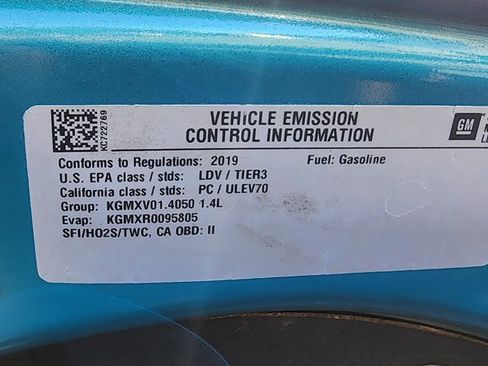 KC722769
VEHICLE EMISSION
CONTROL INFORMATION
GM
Conforms to Regulations: 2019 Fuel: Gasoline
U.S. EPA class / stds: LDV / TIER3
California class / stds: PC / ULEV70
Group: KGMXV01.4050 1.4L
Evap: KGMXR0095805
SFI/HO2S/TWC, CA OBD: II